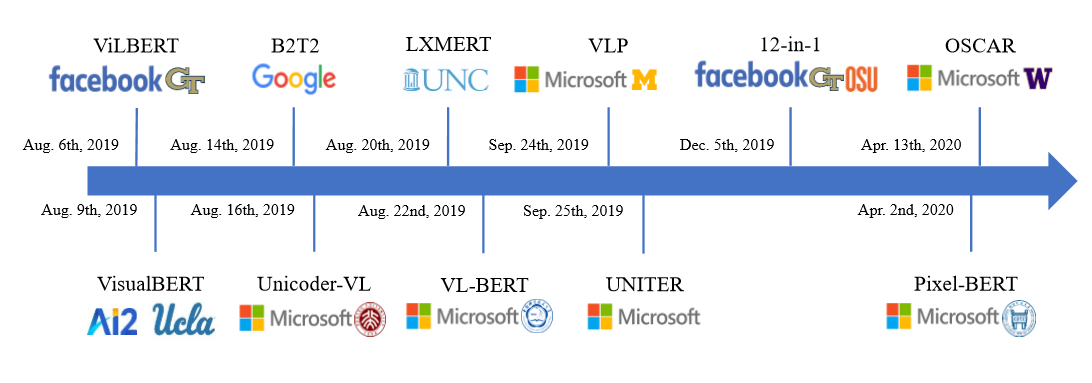 ViLBERT
B2T2
LXMERT
VLP
12-in-1
OSCAR
facebook GT
Google
UNC
Microsoft M
facebook GT OSU
Microsoft W
Aug. 6th, 2019
Aug. 14th, 2019
Aug. 20th, 2019
Sep. 24th, 2019
Dec. 5th, 2019
Apr. 13th, 2020
Aug. 9th, 2019
Aug. 16th, 2019
Aug. 22nd, 2019
Sep. 25th, 2019
Apr. 2nd, 2020
VisualBERT
Unicoder-VL
VL-BERT
UNITER
Pixel-BERT
Ai2 Ucla
Microsoft
Microsoft
Microsoft
Microsoft